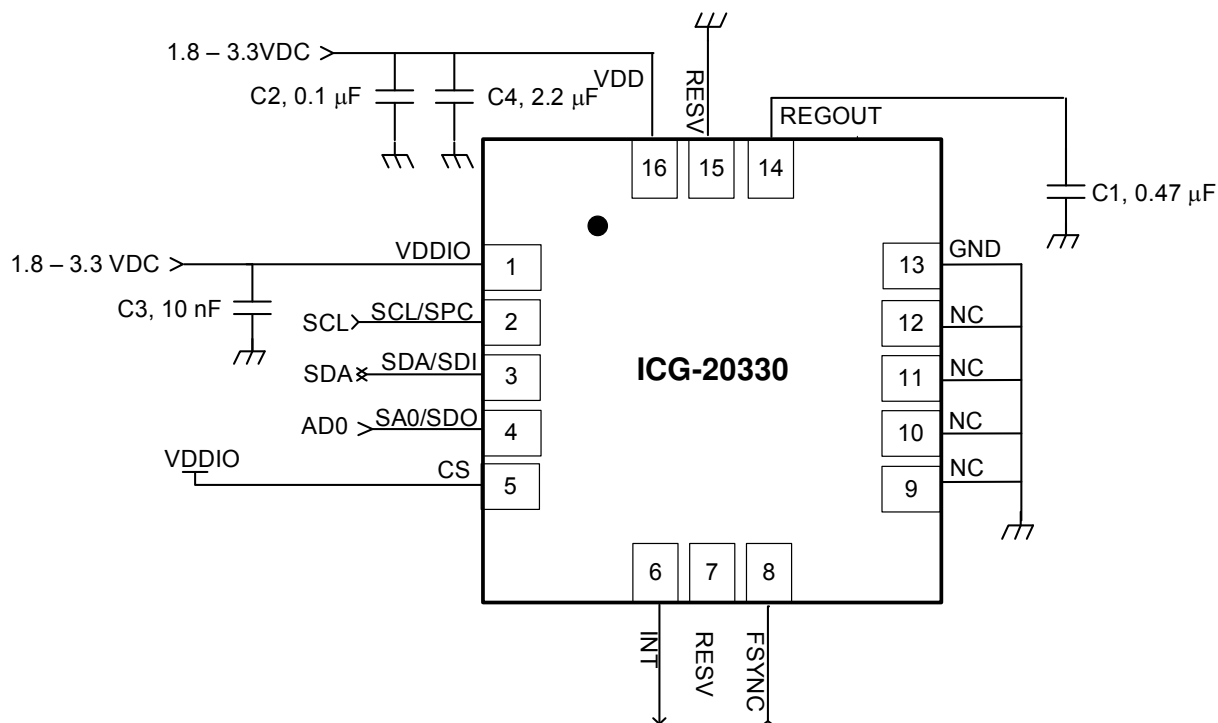 1.8 – 3.3VDC
C2, 0.1 μF
C4, 2.2 μF
VDD
RESV
REGOUT
16
15
14
C1, 0.47 μF
1.8 – 3.3 VDC
VDDIO
1
C3, 10 nF
SCL
SCL/SPC
2
SDA
SDA/SDI
3
AD0
SA0/SDO
4
VDDIO
CS
5
ICG-20330
13
GND
12
NC
11
NC
10
NC
9
NC
6
7
8
INT
RESV
FSYNC